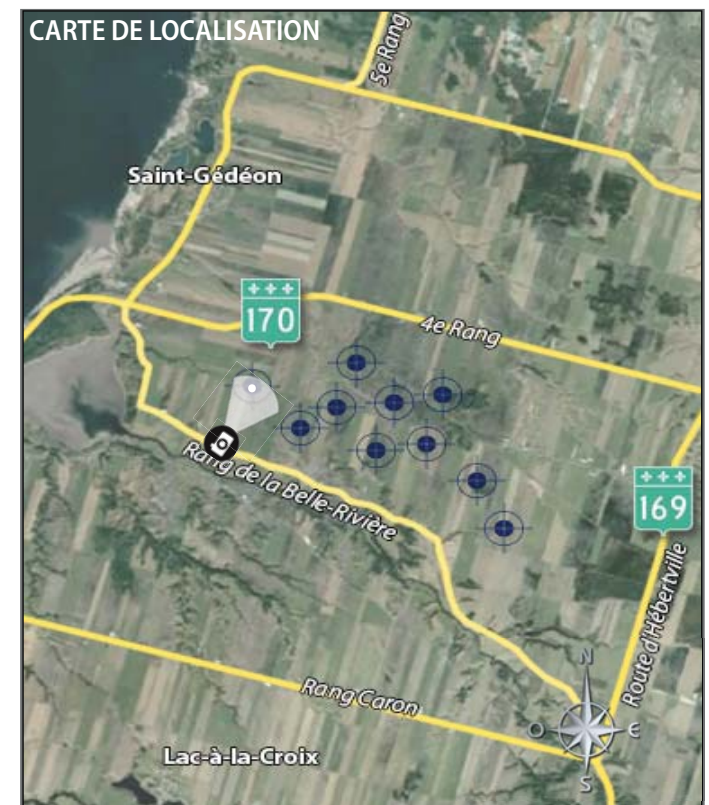 CARTE DE LOCALISATION
5e Rang
Saint-Gédéon
170
4e Rang
Rang de la Belle-Rivière
169
Route d'Hébertville
Rang Caron
N
O
E
S
Lac-à-la-Croix